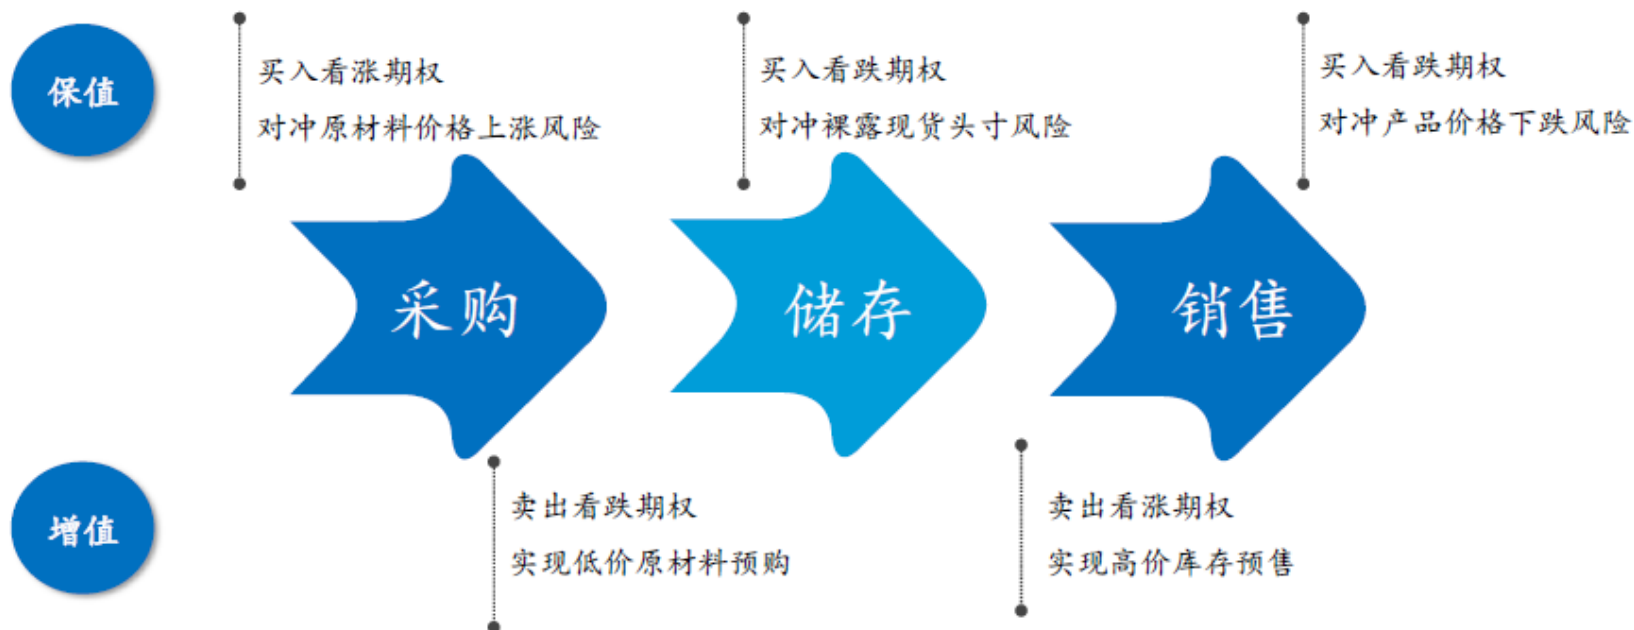 保值
买入看涨期权
对冲原材料价格上涨风险
买入看跌期权
对冲裸露现货头寸风险
买入看跌期权
对冲产品价格下跌风险
采购
储存
销售
增值
卖出看跌期权
实现低价原材料预购
卖出看涨期权
实现高价库存预售